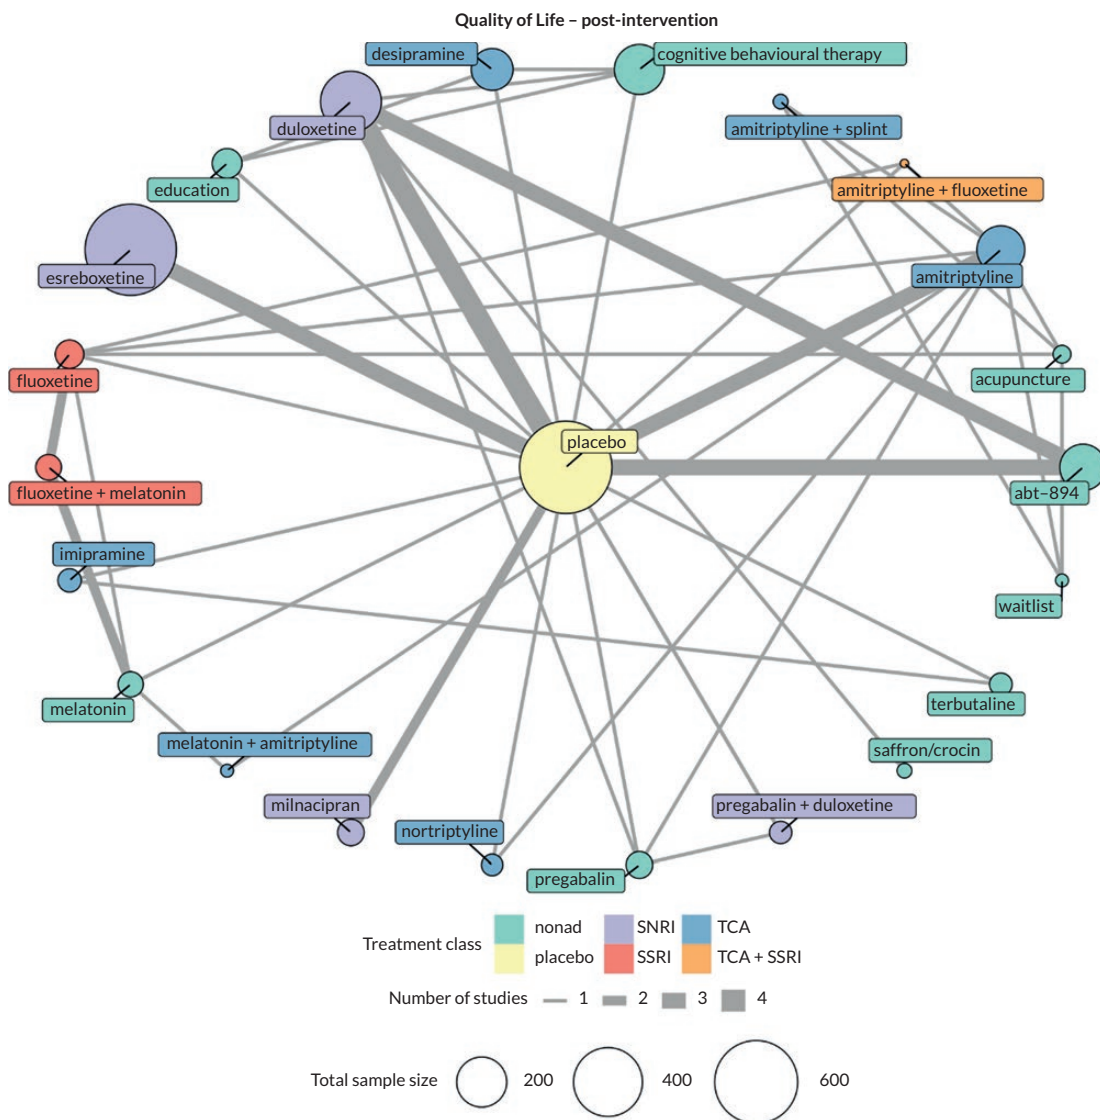 Quality of Life – post-intervention
desipramine
cognitive behavioural therapy
duloxetine
amitriptyline + splint
education
amitriptyline + fluoxetine
esreboxetine
amitriptyline
fluoxetine
acupuncture
placebo
fluoxetine + melatonin
abt–894
imipramine
waitlist
melatonin
terbutaline
melatonin + amitriptyline
saffron/crocin
milnacipran
pregabalin + duloxetine
nortriptyline
pregabalin
Treatment class
nonad SNRI TCA
placebo SSRI TCA + SSRI
Number of studies 1 2 3 4
Total sample size 200 400 600